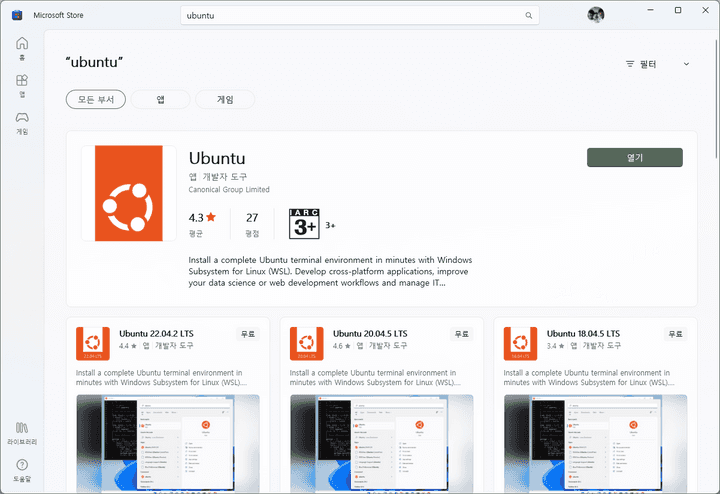 Microsoft Store
ubuntu
홈
앱
게임
라이브러리
도움말
“ubuntu”
필터
모든 부서
앱
게임
Ubuntu
앱 개발자 도구
Canonical Group Limited
4.3
평균
27
평점
IARC
3+
3+
Install a complete Ubuntu terminal environment in minutes with Windows
Subsystem for Linux (WSL). Develop cross-platform applications, improve
your data science or web development workflows and manage IT...
열기
Ubuntu 22.04.2 LTS
무료
4.4 ★ 앱 개발자 도구
Install a complete Ubuntu terminal environment in
minutes with Windows Subsystem for Linux (WSL)....
Ubuntu 20.04.5 LTS
무료
4.6 ★ 앱 개발자 도구
Install a complete Ubuntu terminal environment in
minutes with Windows Subsystem for Linux (WSL)....
Ubuntu 18.04.5 LTS
무료
3.4 ★ 앱 개발자 도구
Install a complete Ubuntu terminal environment in
minutes with Windows Subsystem for Linux (WSL)....